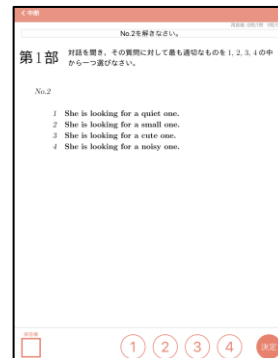 く中断
No.2を解きなさい。
第1部
対話を聞き、その質問に対して最も適切なものを 1, 2, 3, 4 の中
から一つ選びなさい。
No.2
1 She is looking for a quiet one.
2 She is looking for a small one.
3 She is looking for a cute one.
4 She is looking for a noisy one.
解答欄
1
2
3
4
決定